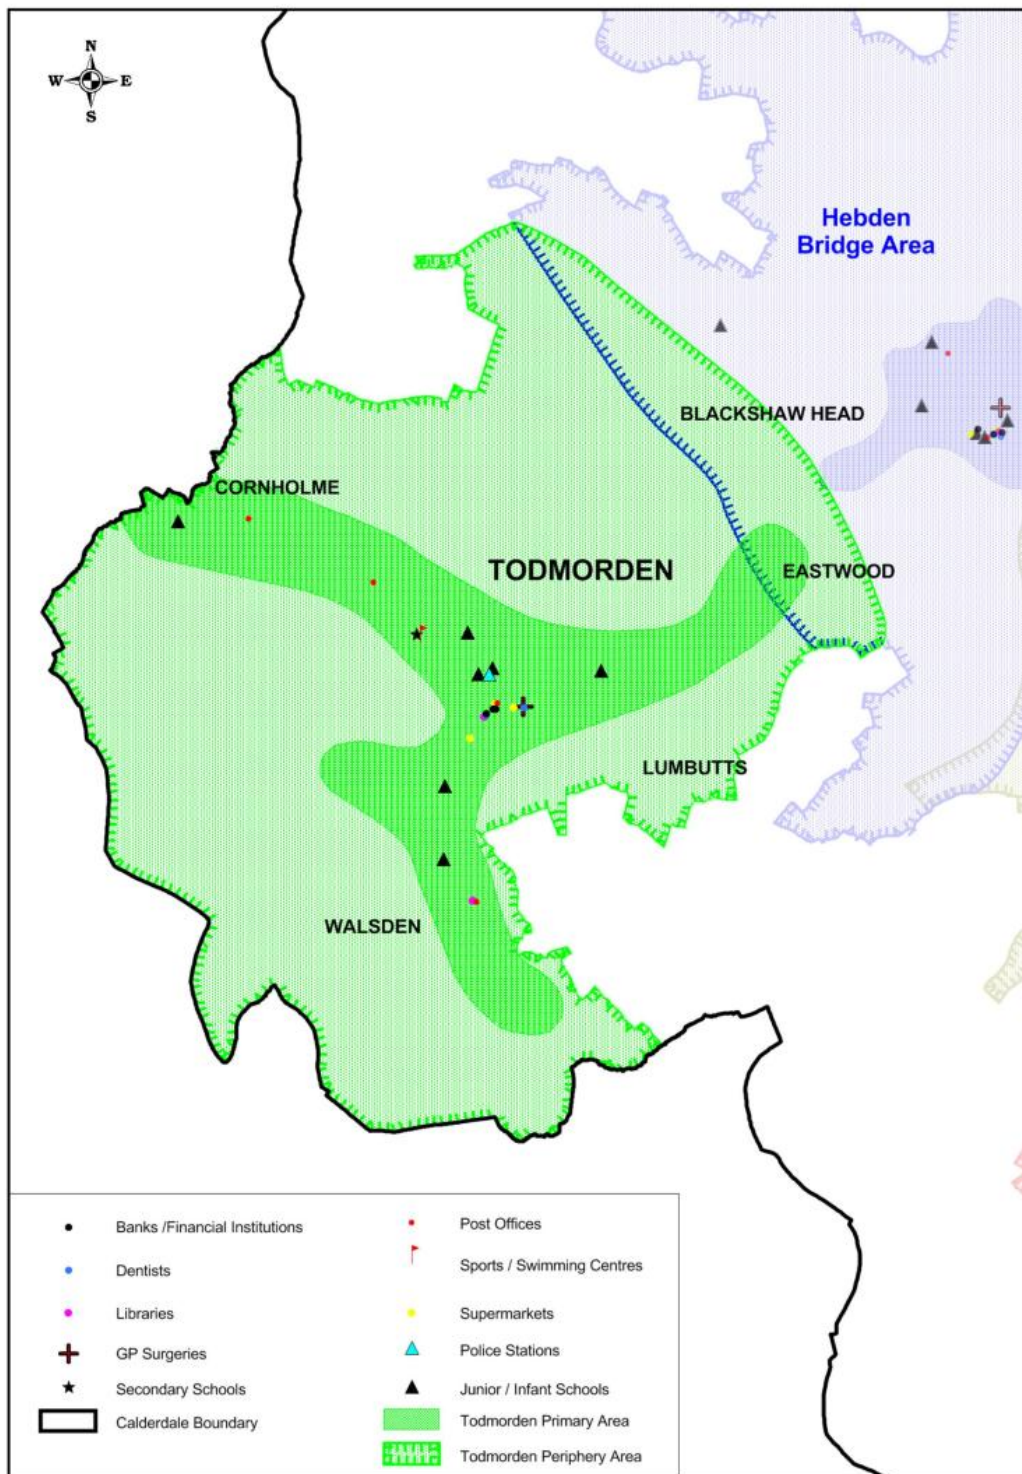 N
W E
S
Hebden
Bridge Area
BLACKSHAW HEAD
CORNHOLME
TODMORDEN
EASTWOOD
LUMBUTTS
WALSDEN
Banks /Financial Institutions
Post Offices
Dentists
Sports / Swimming Centres
Libraries
Supermarkets
GP Surgeries
Police Stations
Secondary Schools
Junior / Infant Schools
Calderdale Boundary
Todmorden Primary Area
Todmorden Periphery Area